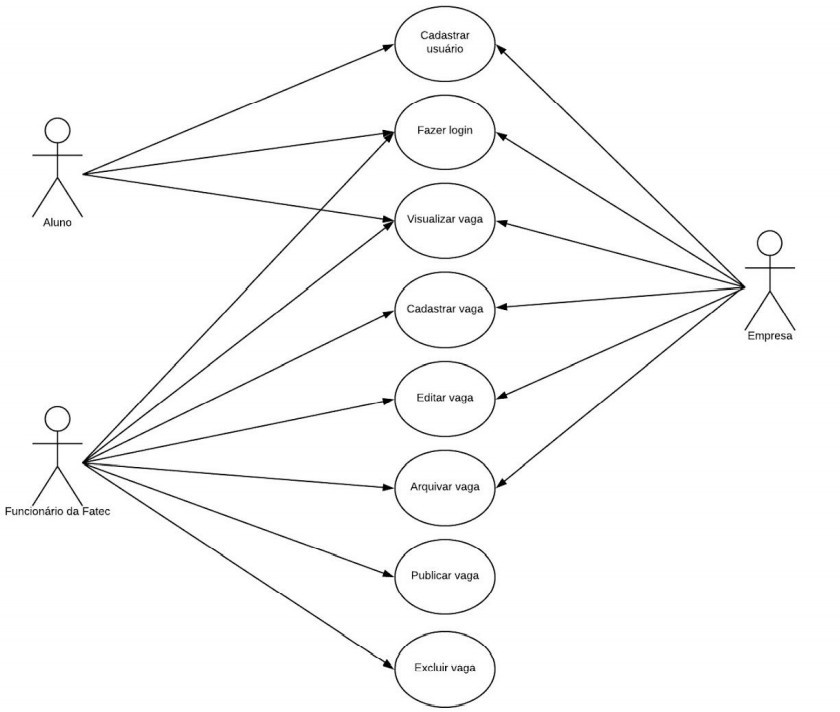 Cadastrar
usuário
Fazer login
Aluno
Visualizar vaga
Cadastrar vaga
Empresa
Editar vaga
Arquivar vaga
Funcionário da Fatec
Publicar vaga
Excluir vaga